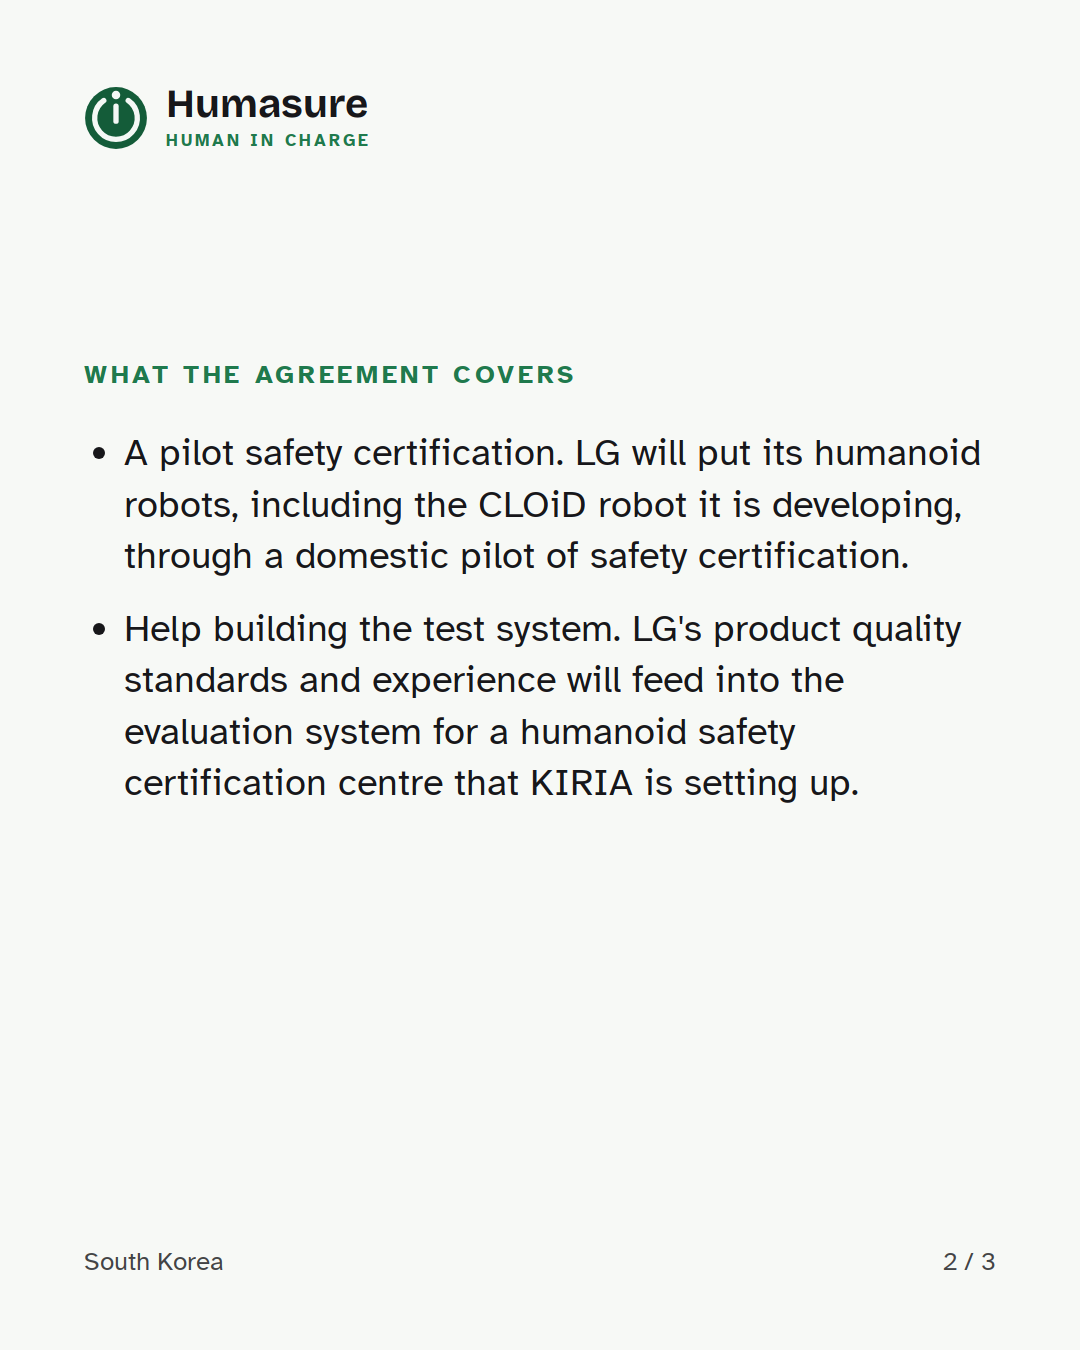 Humasure
HUMAN IN CHARGE
WHAT THE AGREEMENT COVERS
• A pilot safety certification. LG will put its humanoid
robots, including the CLOiD robot it is developing,
through a domestic pilot of safety certification.
• Help building the test system. LG's product quality
standards and experience will feed into the
evaluation system for a humanoid safety
certification centre that KIRIA is setting up.
South Korea
2 / 3